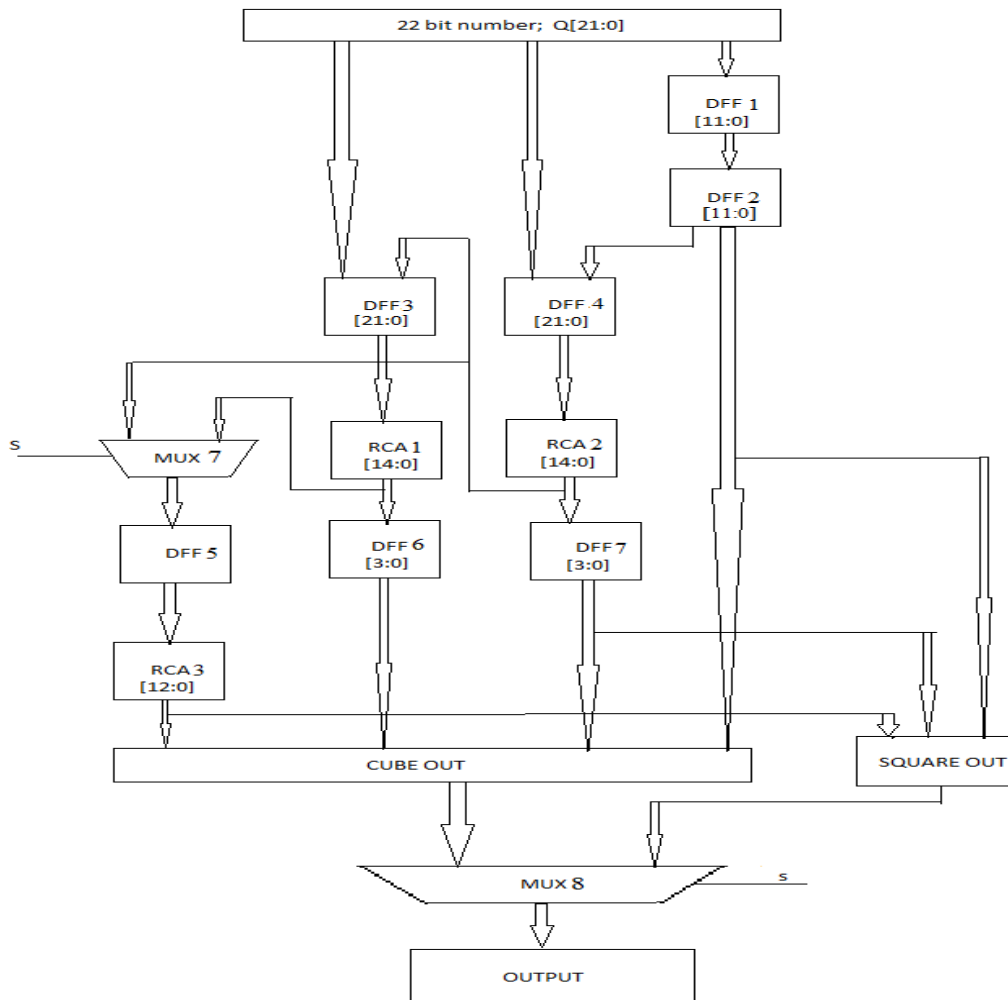 22 bit number; Q[21:0]
DFF 1
[11:0]
DFF 2
[11:0]
DFF 3
[21:0]
DFF .4
[21:0]
S
MUX 7
RCA 1
[14:0]
RCA 2
[14:0]
DFF 5
DFF 6
[3:0]
DFF 7
[3:0]
RCA 3
[12:0]
CUBE OUT
SQUARE OUT
MUX 8
S
OUTPUT